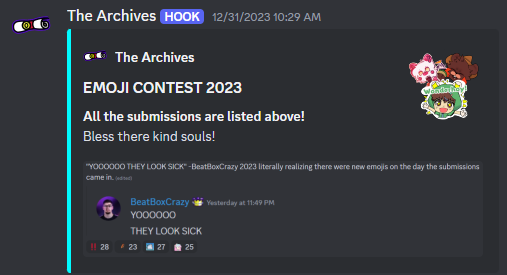 The Archives HOOK 12/31/2023 10:29 AM
The Archives
EMOJI CONTEST 2023
All the submissions are listed above!
Bless there kind souls!
"YOOOOOO THEY LOOK SICK" -BeatBoxCrazy 2023 literally realizing there were new emojis on the day the submissions
came in. (edited)
BeatBoxCrazy Yesterday at 11:49 PM
YOOOOOO
THEY LOOK SICK
28 23 27 25